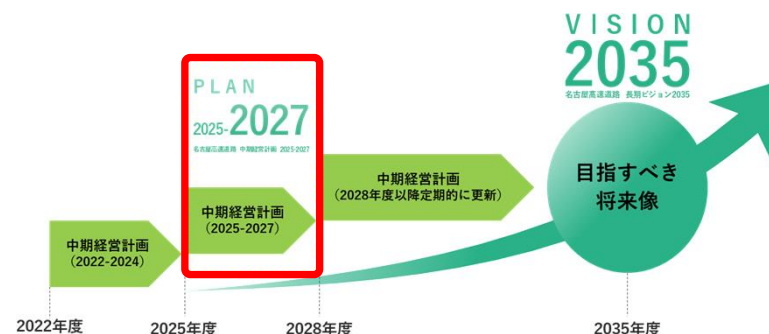 VISION
2035
名古屋高速道路 長期ビジョン2035
PLAN
2025-2027
名古屋高速道路 中期経営計画 2025-2027
目指すべき
将来像
中期経営計画
(2028年度以降定期的に更新)
中期経営計画
(2025-2027)
中期経営計画
(2022-2024)
2022年度
2025年度
2028年度
2035年度